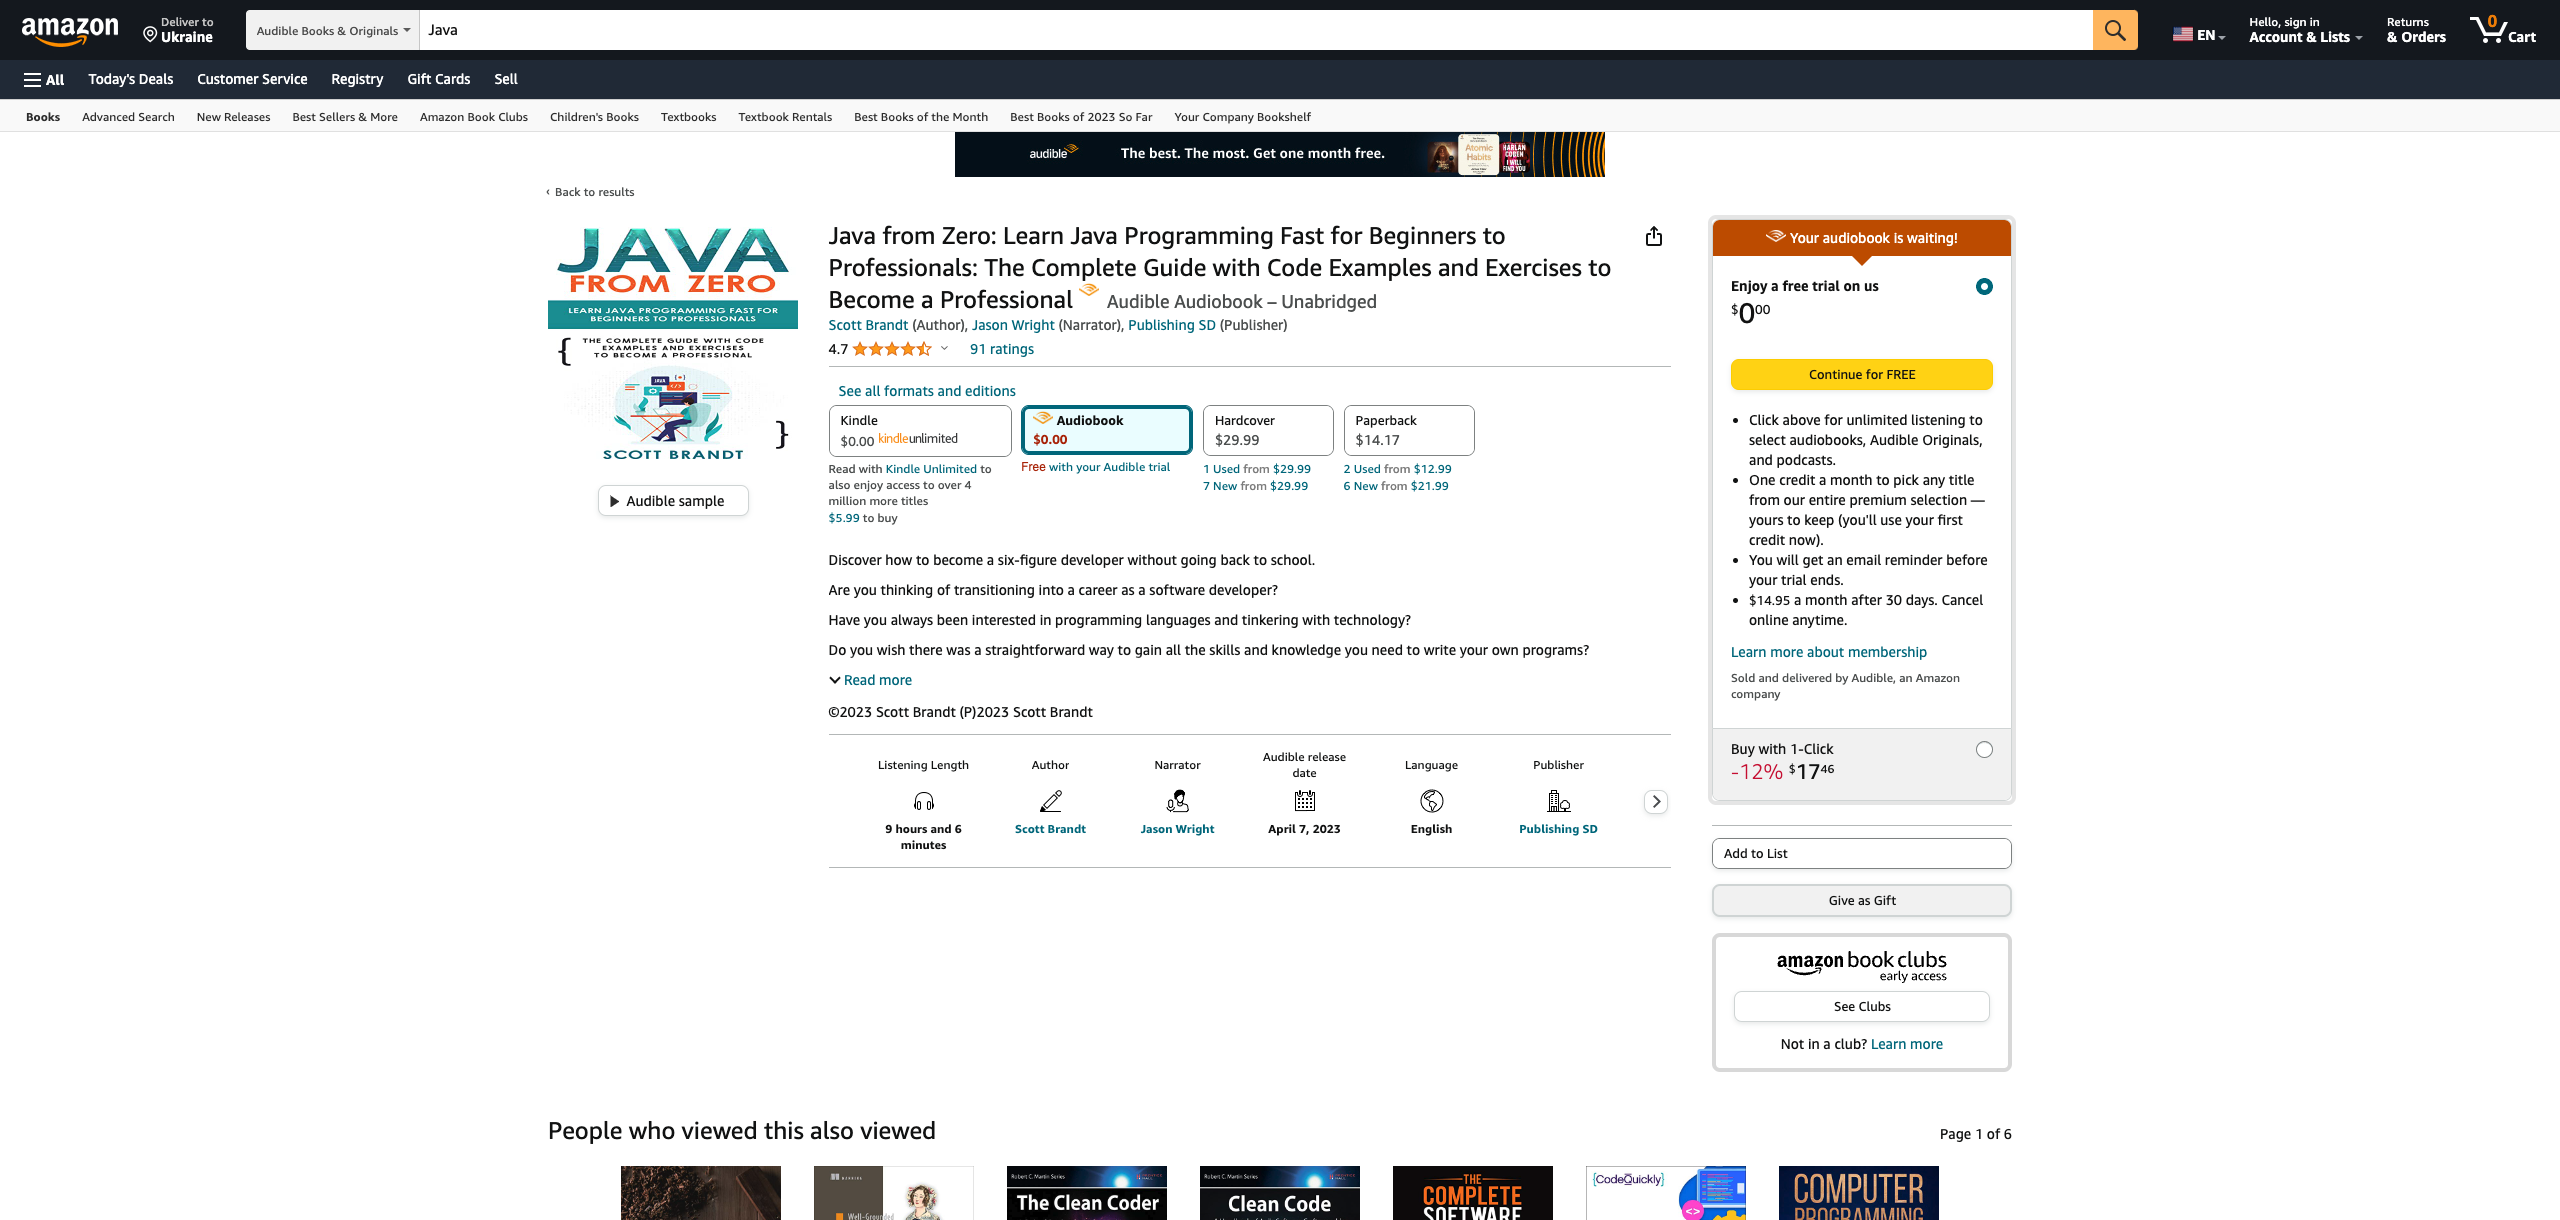 amazon
Deliver to
Ukraine
Audible Books & Originals
Java
EN
Hello, sign in
Account & Lists
Returns
& Orders
0
Cart
All
Today's Deals
Customer Service
Registry
Gift Cards
Sell
Books
Advanced Search
New Releases
Best Sellers & More
Amazon Book Clubs
Children's Books
Textbooks
Textbook Rentals
Best Books of the Month
Best Books of 2023 So Far
Your Company Bookshelf
audible
The best. The most. Get one month free.
Atomic
Habits
HARLAN
COBEN
I WILL
FIND YOU
‹ Back to results
JAVA
FROM ZERO
LEARN JAVA PROGRAMMING FAST FOR
BEGINNERS TO PROFESSIONALS
{ THE COMPLETE GUIDE WITH CODE
EXAMPLES AND EXERCISES
TO BECOME A PROFESSIONAL
JAVA
}
SCOTT BRANDT
Audible sample
Java from Zero: Learn Java Programming Fast for Beginners to
Professionals: The Complete Guide with Code Examples and Exercises to
Become a Professional Audible Audiobook – Unabridged
Scott Brandt (Author), Jason Wright (Narrator), Publishing SD (Publisher)
4.7
91 ratings
See all formats and editions
Kindle
$0.00 kindleunlimited
Read with Kindle Unlimited to
also enjoy access to over 4
million more titles
$5.99 to buy
Audiobook
$0.00
Free with your Audible trial
Hardcover
$29.99
1 Used from $29.99
7 New from $29.99
Paperback
$14.17
2 Used from $12.99
6 New from $21.99
Discover how to become a six-figure developer without going back to school.
Are you thinking of transitioning into a career as a software developer?
Have you always been interested in programming languages and tinkering with technology?
Do you wish there was a straightforward way to gain all the skills and knowledge you need to write your own programs?
Read more
©2023 Scott Brandt (P)2023 Scott Brandt
Listening Length
9 hours and 6
minutes
Author
Scott Brandt
Narrator
Jason Wright
Audible release
date
April 7, 2023
Language
English
Publisher
Publishing SD
Your audiobook is waiting!
Enjoy a free trial on us
$000
Continue for FREE
• Click above for unlimited listening to
select audiobooks, Audible Originals,
and podcasts.
• One credit a month to pick any title
from our entire premium selection —
yours to keep (you'll use your first
credit now).
• You will get an email reminder before
your trial ends.
• $14.95 a month after 30 days. Cancel
online anytime.
Learn more about membership
Sold and delivered by Audible, an Amazon
company
Buy with 1-Click
-12% $1746
Add to List
Give as Gift
amazon book clubs
early access
See Clubs
Not in a club? Learn more
People who viewed this also viewed
Page 1 of 6
MANNING
Well-Grounded
Robert C. Martin Series
The Clean Coder
Robert C. Martin Series
Clean Code
THE
COMPLETE
SOFTWARE
{CodeQuickly}
COMPUTER
PROGRAMMING